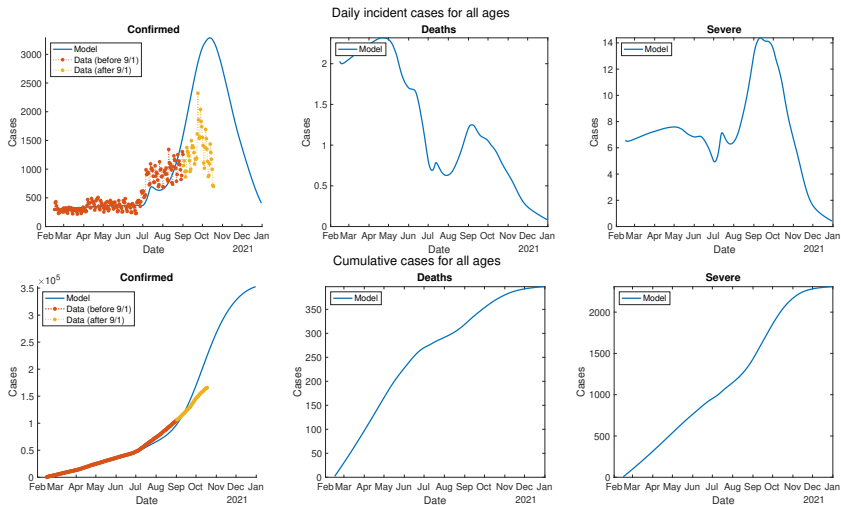 Daily incident cases for all ages
Confirmed
Model
Data (before 9/1)
Data (after 9/1)
Cases
3000
2500
2000
1500
1000
500
0
Feb Mar Apr May Jun Jul Aug Sep Oct Nov Dec Jan
Date
2021
Deaths
Model
Cases
2
1.5
1
0.5
0
Feb Mar Apr May Jun Jul Aug Sep Oct Nov Dec Jan
Date
2021
Severe
Model
Cases
14
12
10
8
6
4
2
0
Feb Mar Apr May Jun Jul Aug Sep Oct Nov Dec Jan
Date
2021
Cumulative cases for all ages
Confirmed
×10⁵
Model
Data (before 9/1)
Data (after 9/1)
Cases
3.5
3
2.5
2
1.5
1
0.5
0
Feb Mar Apr May Jun Jul Aug Sep Oct Nov Dec Jan
Date
2021
Deaths
Model
Cases
350
300
250
200
150
100
50
0
Feb Mar Apr May Jun Jul Aug Sep Oct Nov Dec Jan
Date
2021
Severe
Model
Cases
2000
1500
1000
500
0
Feb Mar Apr May Jun Jul Aug Sep Oct Nov Dec Jan
Date
2021